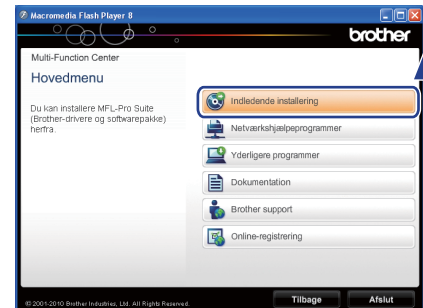 Macromedia Flash Player 8
brother
Multi-Function Center
Hovedmenu
Du kan installere MFL-Pro Suite
(Brother-drivere og softwarepakke)
herfra.
Indledende installering
Netværkshjælpeprogrammer
Yderligere programmer
Dokumentation
Brother support
Online-registrering
© 2001-2010 Brother Industries, Ltd. All Rights Reserved.
Tilbage
Afslut